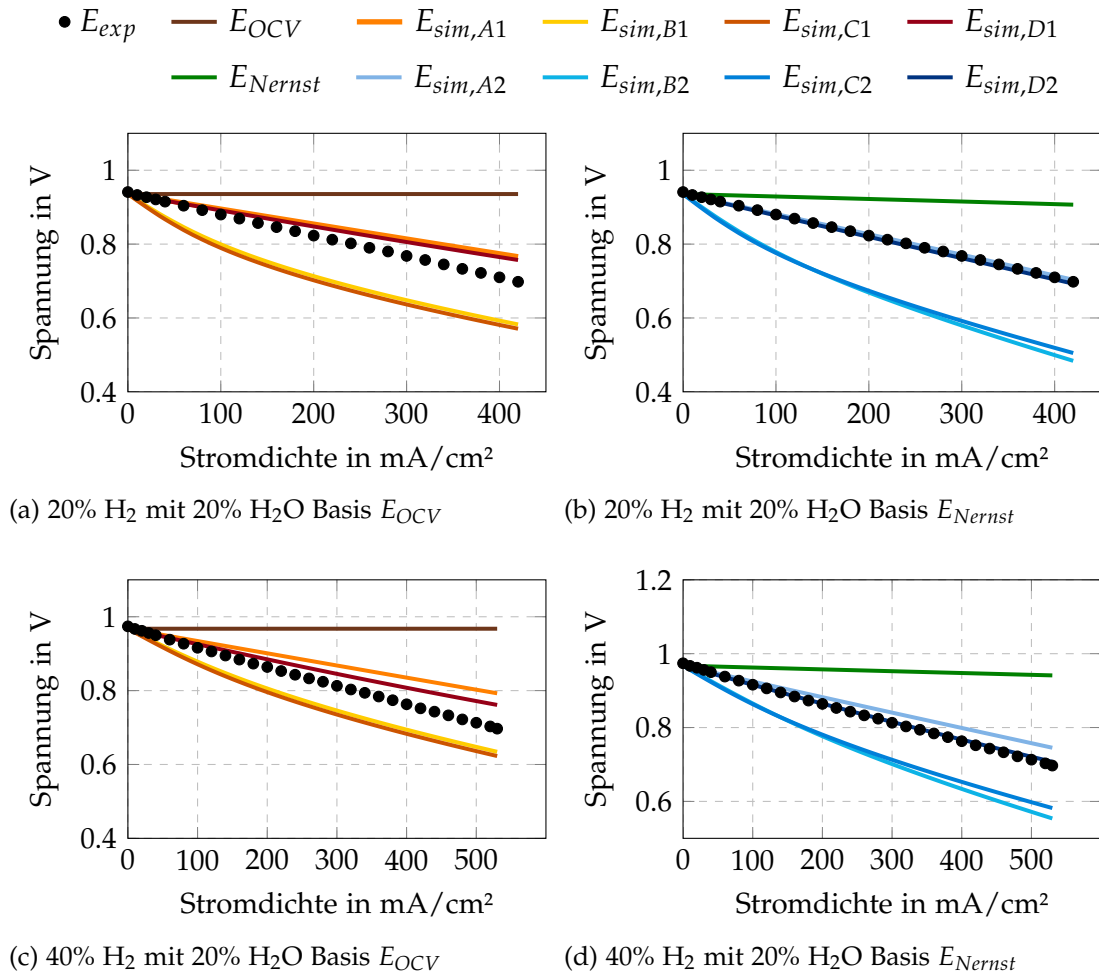 E_exp E_OCV E_sim,A1 E_sim,B1 E_sim,C1 E_sim,D1
E_Nernst E_sim,A2 E_sim,B2 E_sim,C2 E_sim,D2
1
0.8
0.6
0.4
Spannung in V
0 100 200 300 400
Stromdichte in mA/cm²
(a) 20% H₂ mit 20% H₂O Basis E_OCV
1
0.8
0.6
0.4
Spannung in V
0 100 200 300 400
Stromdichte in mA/cm²
(b) 20% H₂ mit 20% H₂O Basis E_Nernst
1
0.8
0.6
0.4
Spannung in V
0 100 200 300 400 500
Stromdichte in mA/cm²
(c) 40% H₂ mit 20% H₂O Basis E_OCV
1.2
1
0.8
0.6
Spannung in V
0 100 200 300 400 500
Stromdichte in mA/cm²
(d) 40% H₂ mit 20% H₂O Basis E_Nernst